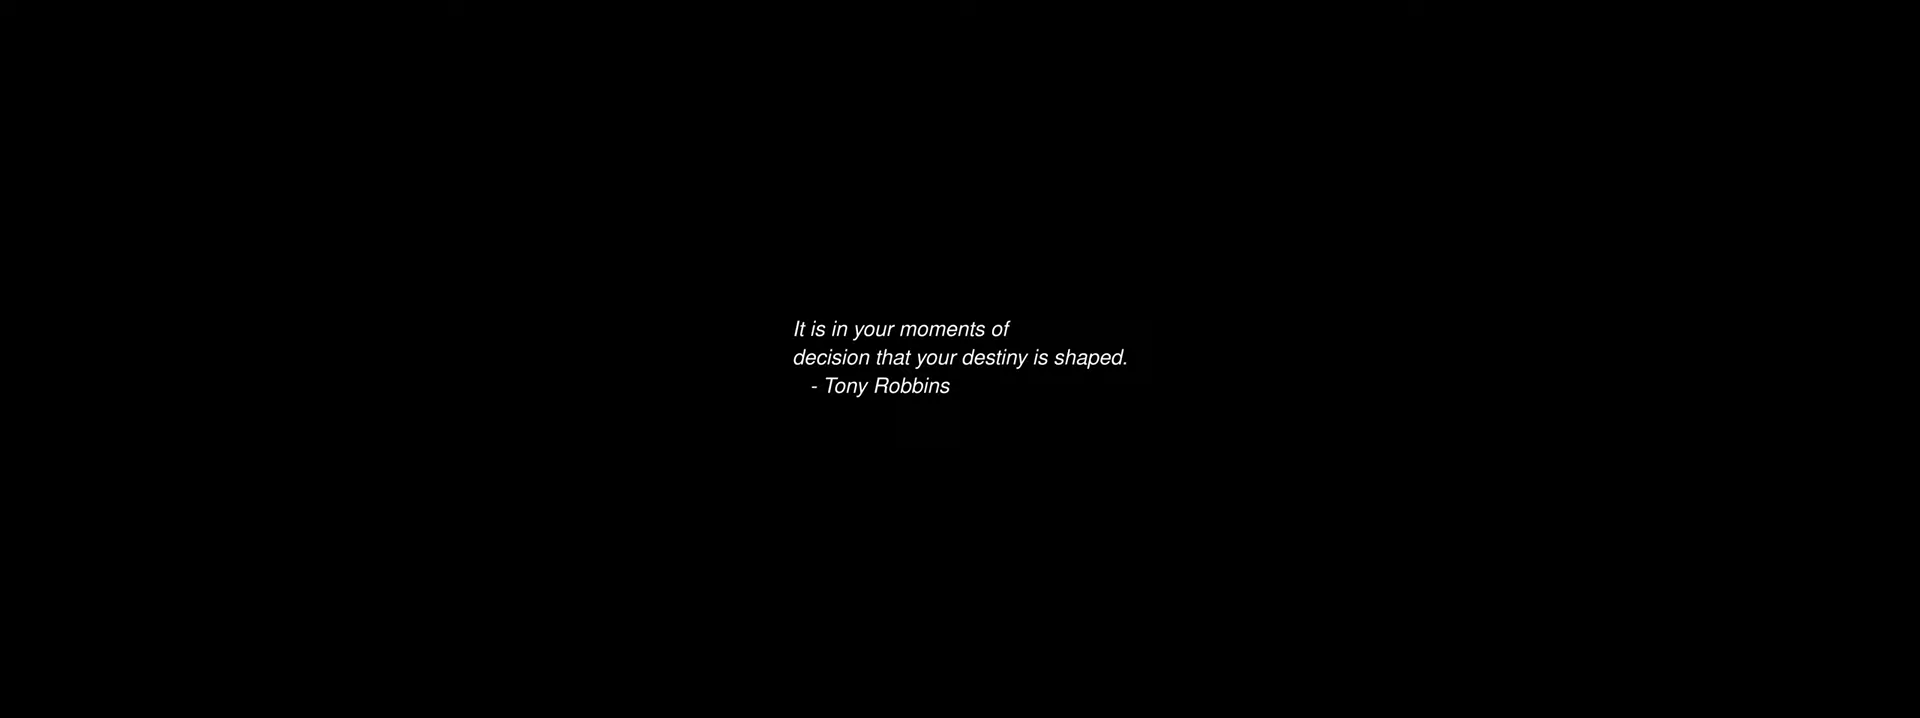 It is in your moments of
decision that your destiny is shaped.
- Tony Robbins